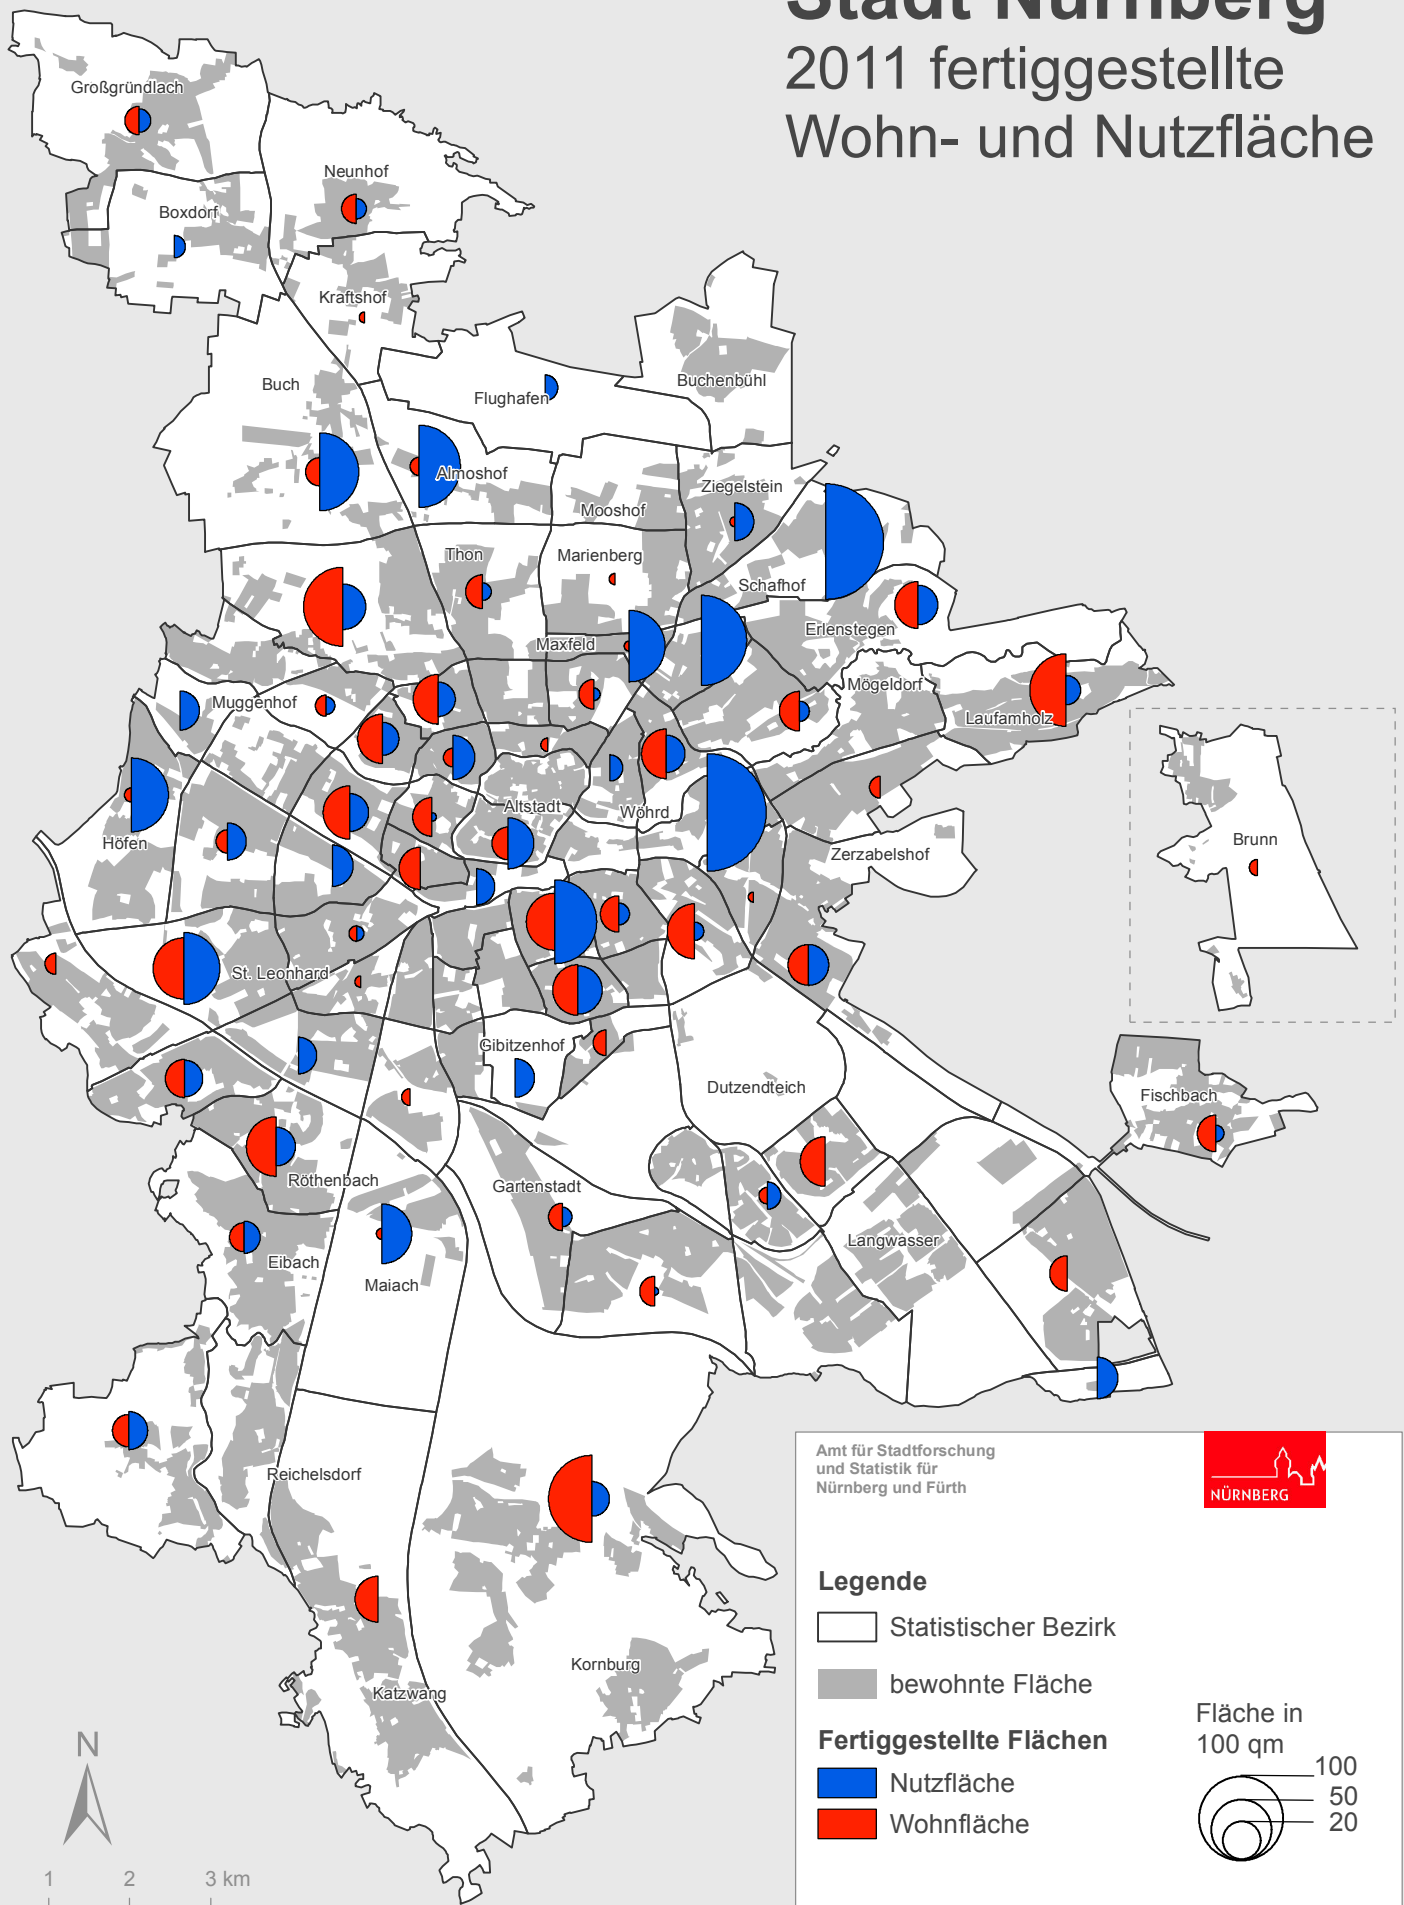 Stadt Nürnberg
2011 fertiggestellte
Wohn- und Nutzfläche
Großgründlach
Neunhof
Boxdorf
Kraftshof
Buch
Flughafen
Buchenbühl
Almoshof
Mooshof
Ziegelstein
Thon
Marienberg
Schafhof
Maxfeld
Erlenstegen
Muggenhof
Mögeldorf
Laufamholz
Altstadt
Wöhrd
Höfen
Zerzabelshof
Brunn
St. Leonhard
Gibitzenhof
Dutzendteich
Fischbach
Röthenbach
Gartenstadt
Langwasser
Eibach
Maiach
Reichelsdorf
Kornburg
Katzwang
Amt für Stadtforschung
und Statistik für
Nürnberg und Fürth
NÜRNBERG
Legende
Statistischer Bezirk
bewohnte Fläche
Fertiggestellte Flächen
Nutzfläche
Wohnfläche
Fläche in
100 qm
100
50
20
N
1 2 3 km